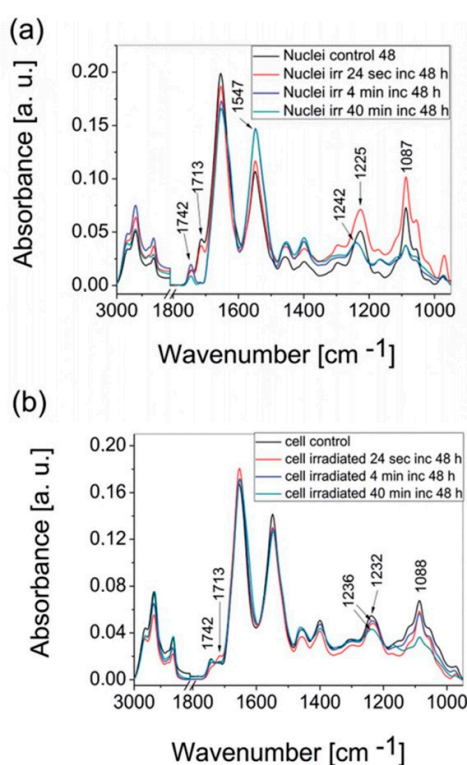 (a)
Nuclei control 48
Nuclei irr 24 sec inc 48 h
Nuclei irr 4 min inc 48 h
Nuclei irr 40 min inc 48 h
0.20
0.15
0.10
0.05
0.00
1742
1713
1547
1242
1225
1087
3000 1800 1600 1400 1200 1000
Absorbance [a. u.]
Wavenumber [cm -1]
(b)
cell control
cell irradiated 24 sec inc 48 h
cell irradiated 4 min inc 48 h
cell irradiated 40 min inc 48 h
0.20
0.16
0.12
0.08
0.04
0.00
1742
1713
1236
1232
1088
3000 1800 1600 1400 1200 1000
Absorbance [a. u.]
Wavenumber [cm -1]